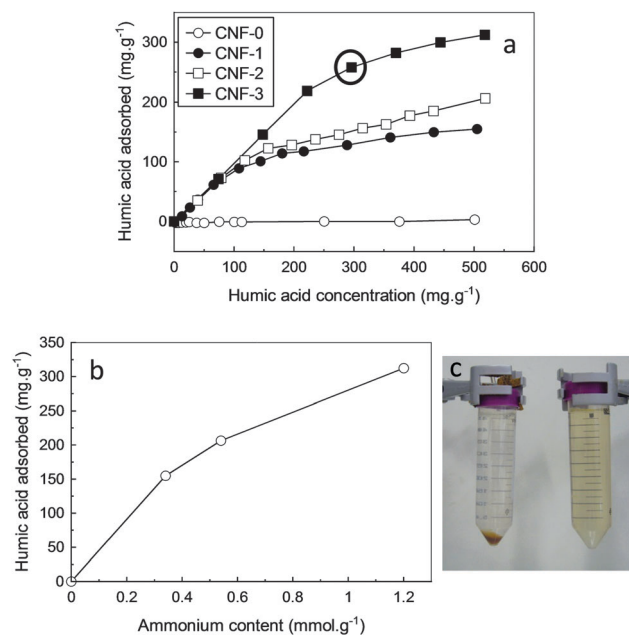 a
CNF-0
CNF-1
CNF-2
CNF-3
300
200
100
0
Humic acid adsorbed (mg.g⁻¹)
0 100 200 300 400 500 600
Humic acid concentration (mg.g⁻¹)
b
350
300
250
200
150
100
50
0
Humic acid adsorbed (mg.g⁻¹)
0 0.2 0.4 0.6 0.8 1.0 1.2
Ammonium content (mmol.g⁻¹)
c